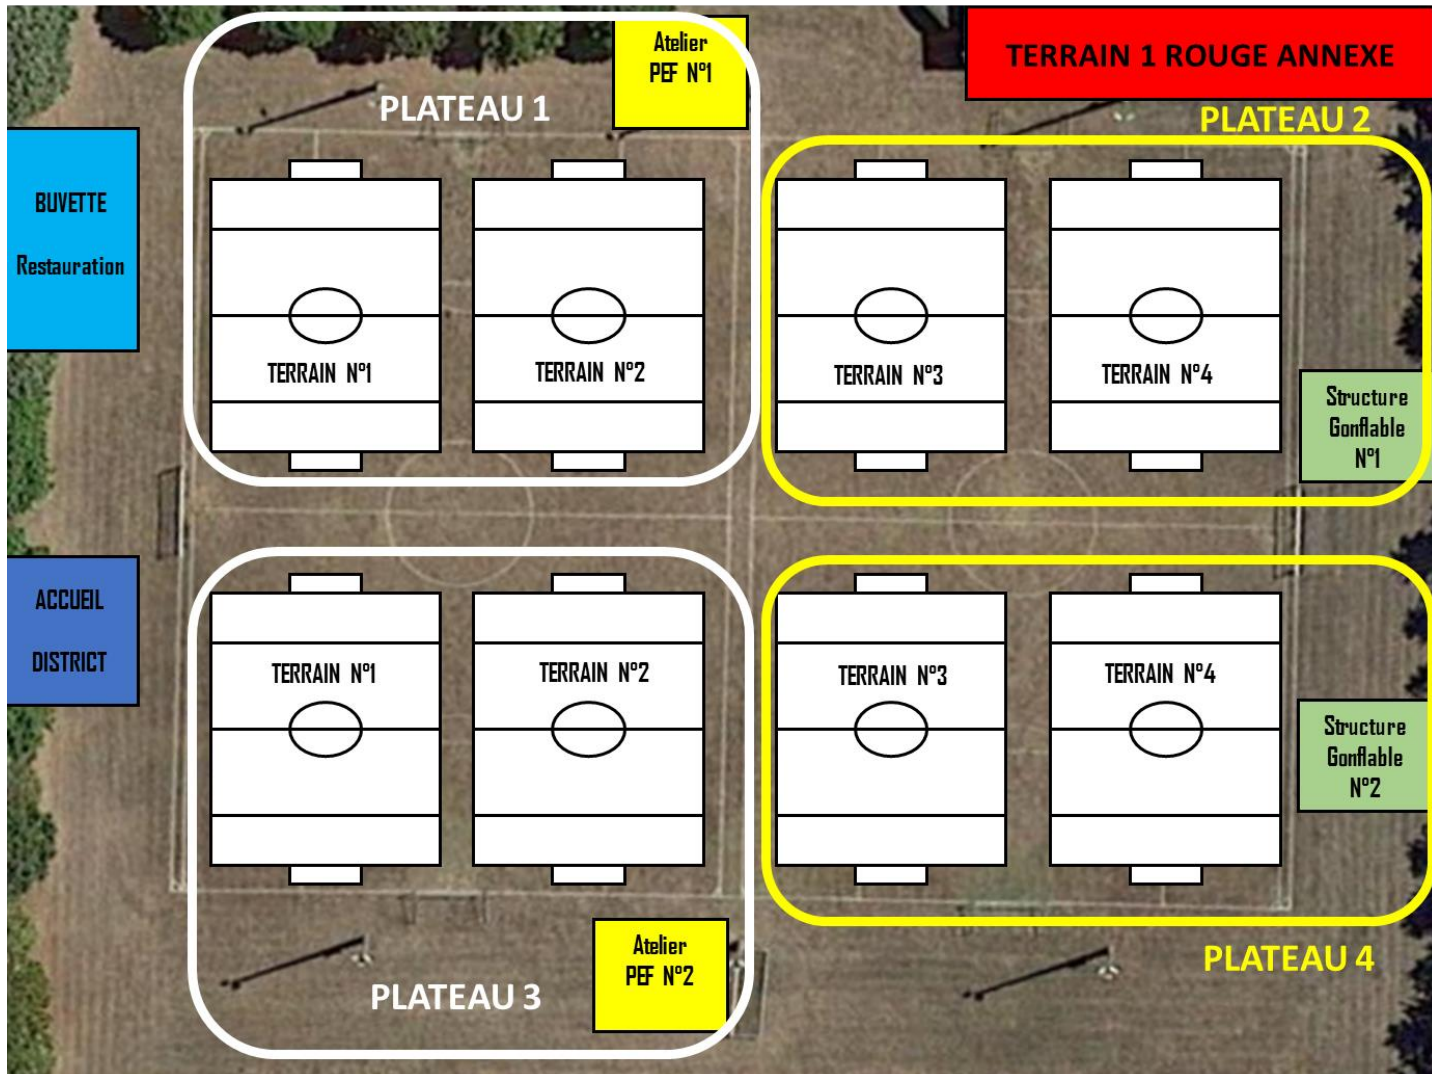 Atelier
PEF N°1
TERRAIN 1 ROUGE ANNEXE
PLATEAU 1
PLATEAU 2
BUVETTE
Restauration
TERRAIN N°1
TERRAIN N°2
TERRAIN N°3
TERRAIN N°4
Structure
Gonflable
N°1
ACCUEIL
DISTRICT
TERRAIN N°1
TERRAIN N°2
TERRAIN N°3
TERRAIN N°4
Structure
Gonflable
N°2
Atelier
PEF N°2
PLATEAU 3
PLATEAU 4